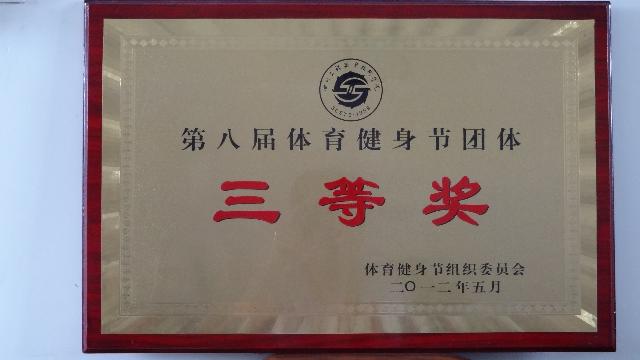 第八届体育健身节团体
三等奖
体育健身节组织委员会
二〇一二年五月